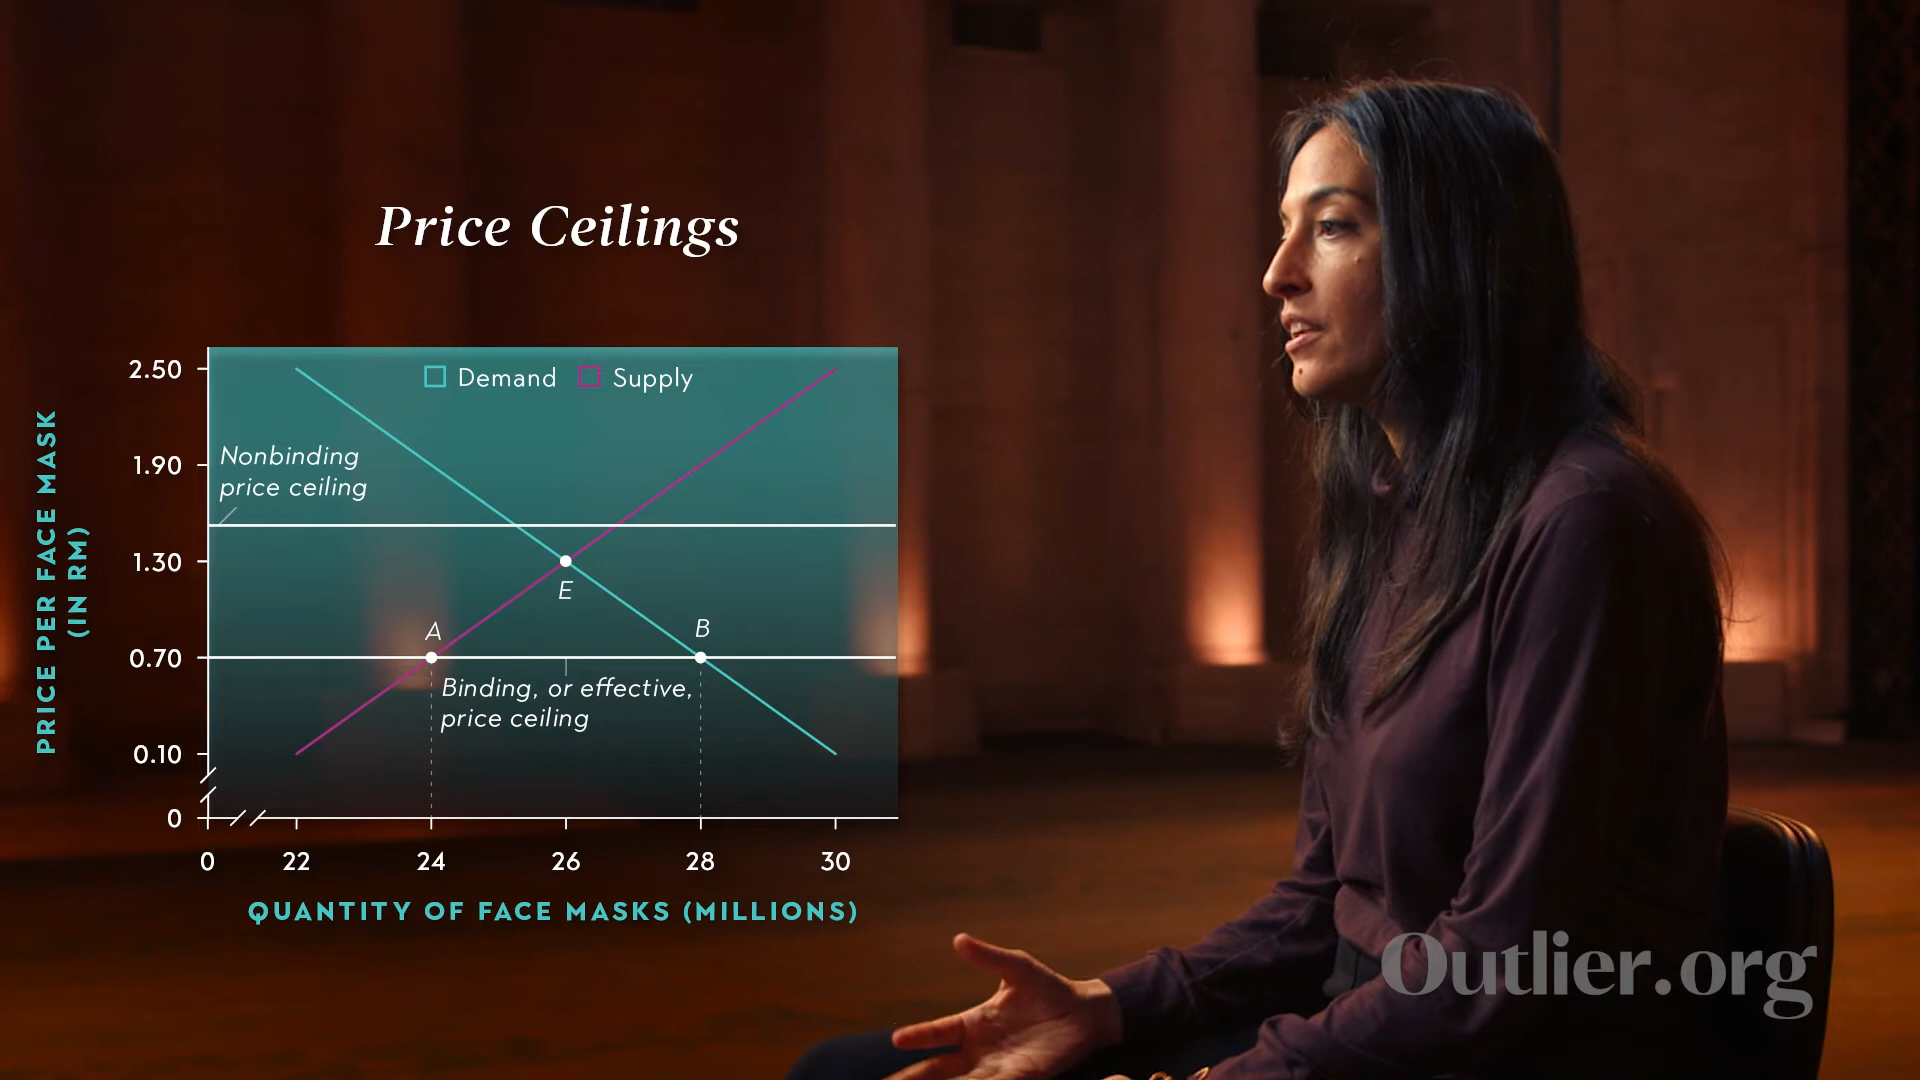 Price Ceilings
2.50
1.90
1.30
0.70
0.10
0
PRICE PER FACE MASK
(IN RM)
Demand
Supply
Nonbinding
price ceiling
E
A
B
Binding, or effective,
price ceiling
0
22
24
26
28
30
QUANTITY OF FACE MASKS (MILLIONS)
Outlier.org